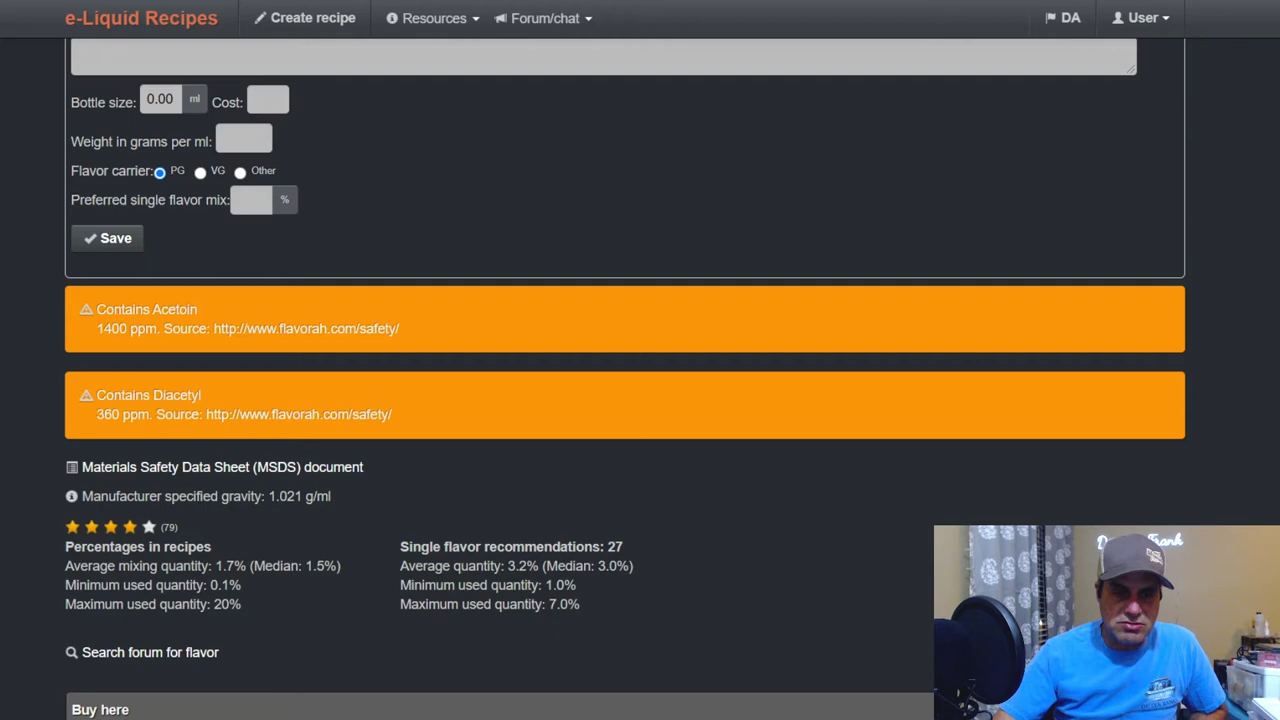 e-Liquid Recipes
Create recipe
Resources
Forum/chat
DA
User
Bottle size: 0.00 ml Cost:
Weight in grams per ml:
Flavor carrier: PG VG Other
Preferred single flavor mix: %
Save
Contains Acetoin
1400 ppm. Source: http://www.flavorah.com/safety/
Contains Diacetyl
360 ppm. Source: http://www.flavorah.com/safety/
Materials Safety Data Sheet (MSDS) document
Manufacturer specified gravity: 1.021 g/ml
(79)
Percentages in recipes
Average mixing quantity: 1.7% (Median: 1.5%)
Minimum used quantity: 0.1%
Maximum used quantity: 20%
Single flavor recommendations: 27
Average quantity: 3.2% (Median: 3.0%)
Minimum used quantity: 1.0%
Maximum used quantity: 7.0%
Search forum for flavor
Buy here